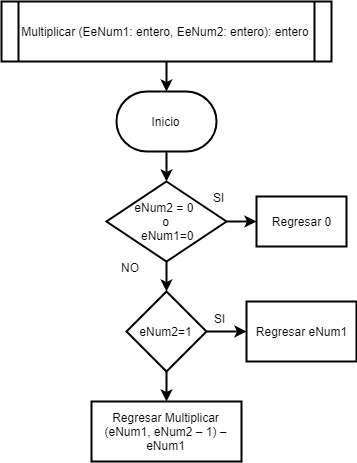 Multiplicar (EeNum1: entero, EeNum2: entero): entero
Inicio
eNum2 = 0
o
eNum1=0
SI
Regresar 0
NO
eNum2=1
SI
Regresar eNum1
Regresar Multiplicar
(eNum1, eNum2 – 1) –
eNum1